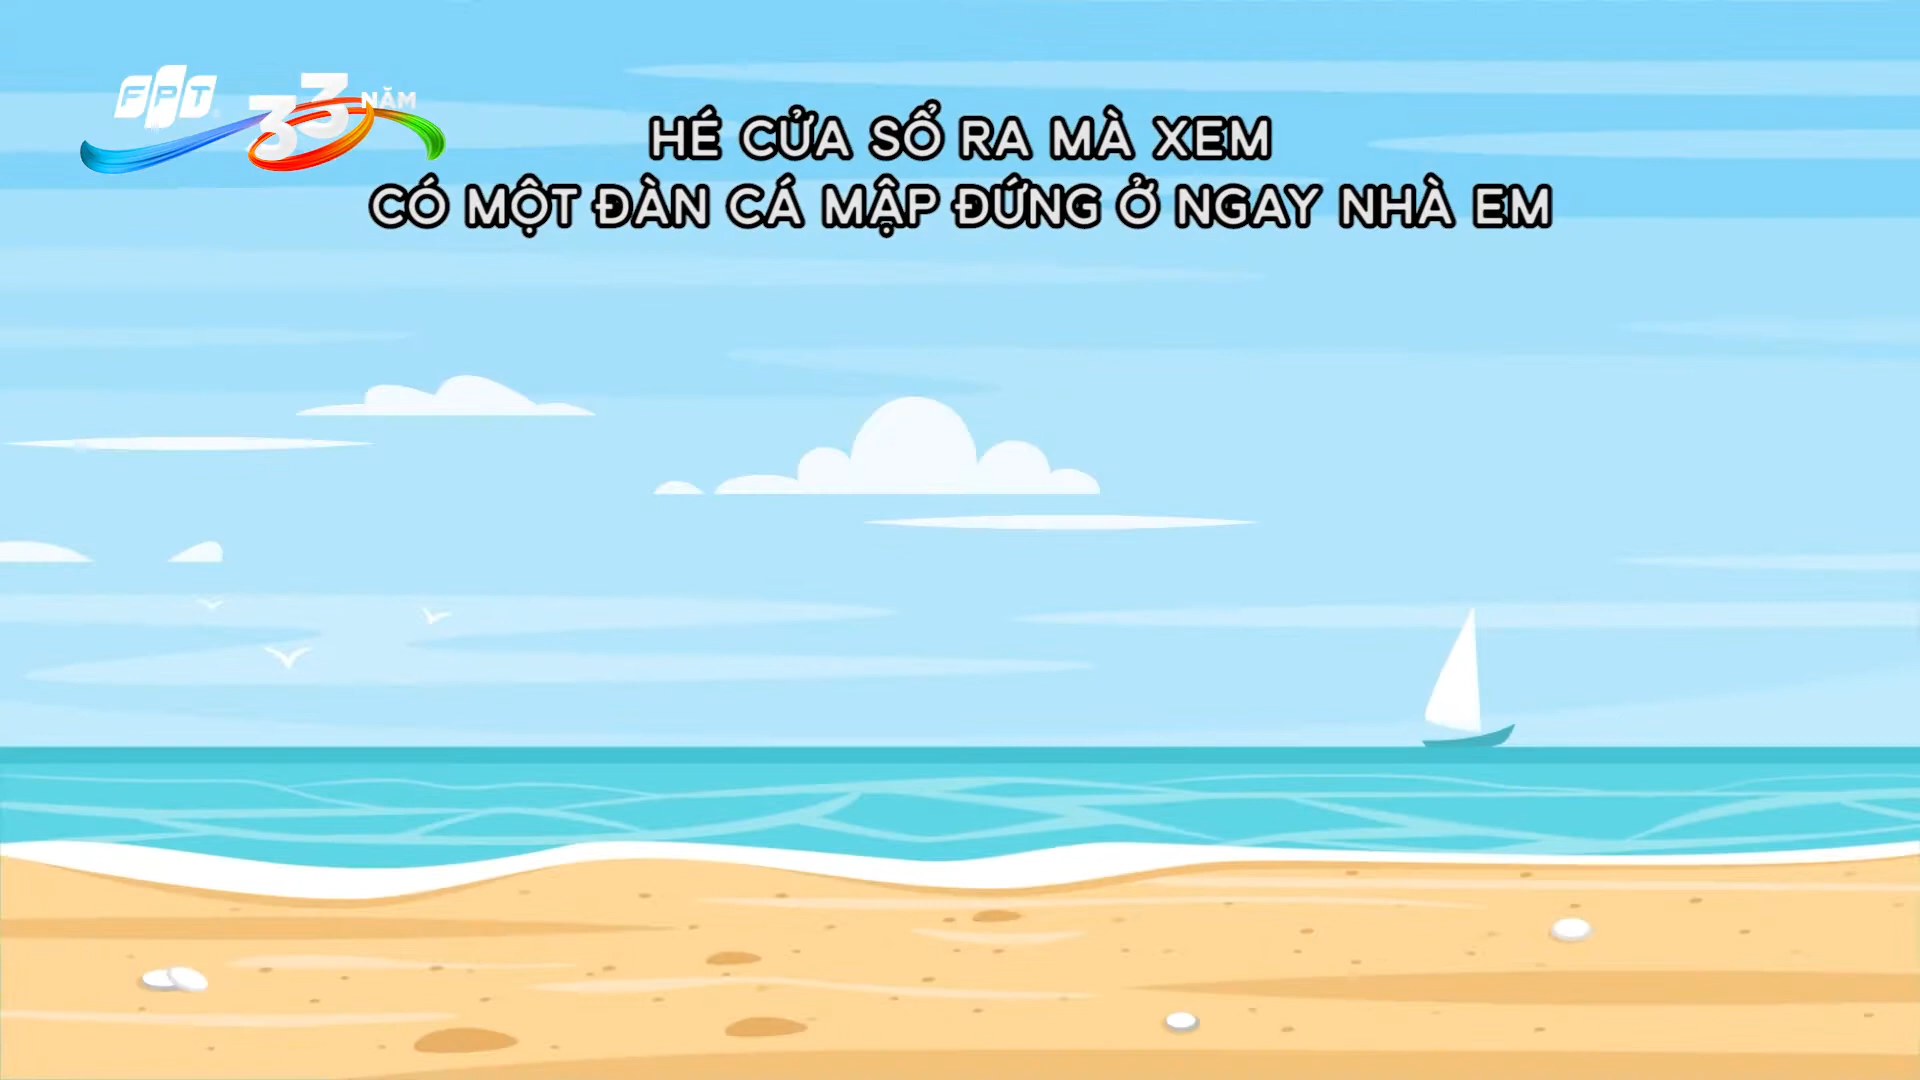 FPT
33 NĂM
HÉ CỬA SỔ RA MÀ XEM
CÓ MỘT ĐÀN CÁ MẬP ĐỨNG Ở NGAY NHÀ EM